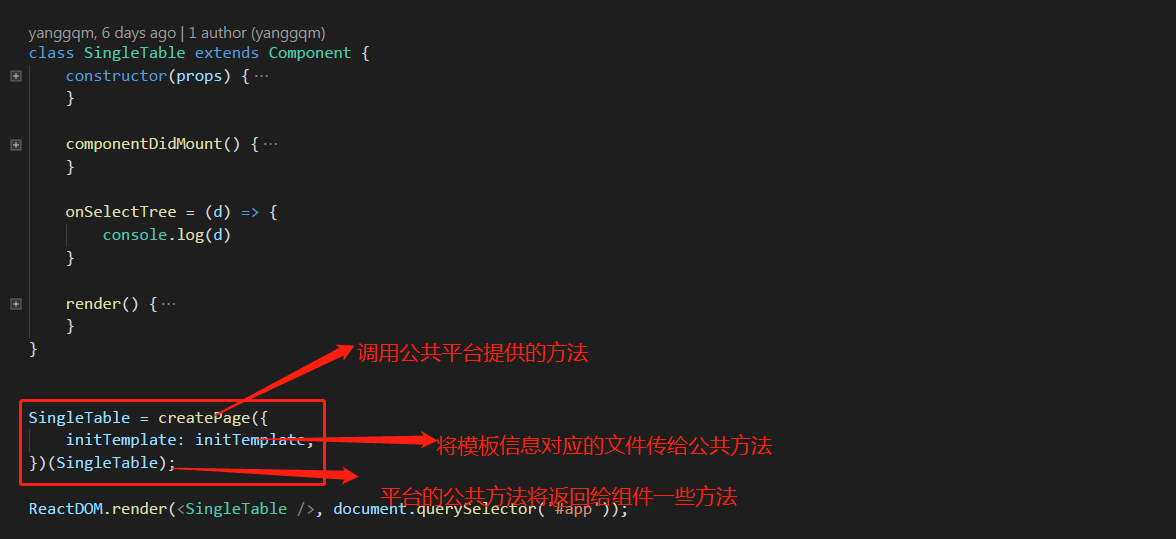 yanggqm, 6 days ago | 1 author (yanggqm)
class SingleTable extends Component {
constructor(props) {···
}
componentDidMount() {···
}
onSelectTree = (d) => {
console.log(d)
}
render() {···
}
}
调用公共平台提供的方法
SingleTable = createPage({
initTemplate: initTemplate,
将模板信息对应的文件传给公共方法
})(SingleTable);
平台的公共方法将返回给组件一些方法
ReactDOM.render(<SingleTable />, document.querySelector('#app'));